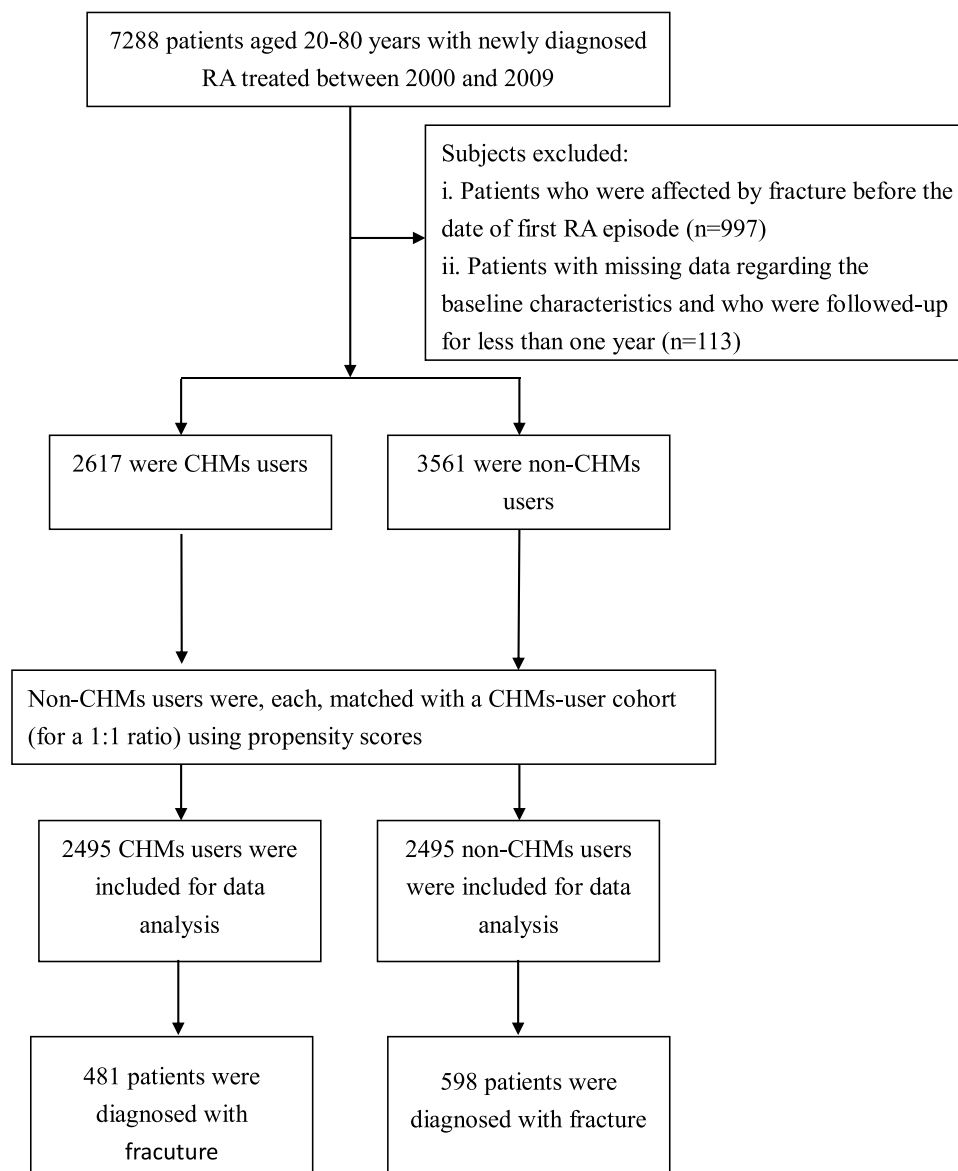 7288 patients aged 20-80 years with newly diagnosed
RA treated between 2000 and 2009
Subjects excluded:
i. Patients who were affected by fracture before the
date of first RA episode (n=997)
ii. Patients with missing data regarding the
baseline characteristics and who were followed-up
for less than one year (n=113)
2617 were CHMs users
3561 were non-CHMs
users
Non-CHMs users were, each, matched with a CHMs-user cohort
(for a 1:1 ratio) using propensity scores
2495 CHMs users were
included for data
analysis
2495 non-CHMs users
were included for data
analysis
481 patients were
diagnosed with
fracuture
598 patients were
diagnosed with fracture